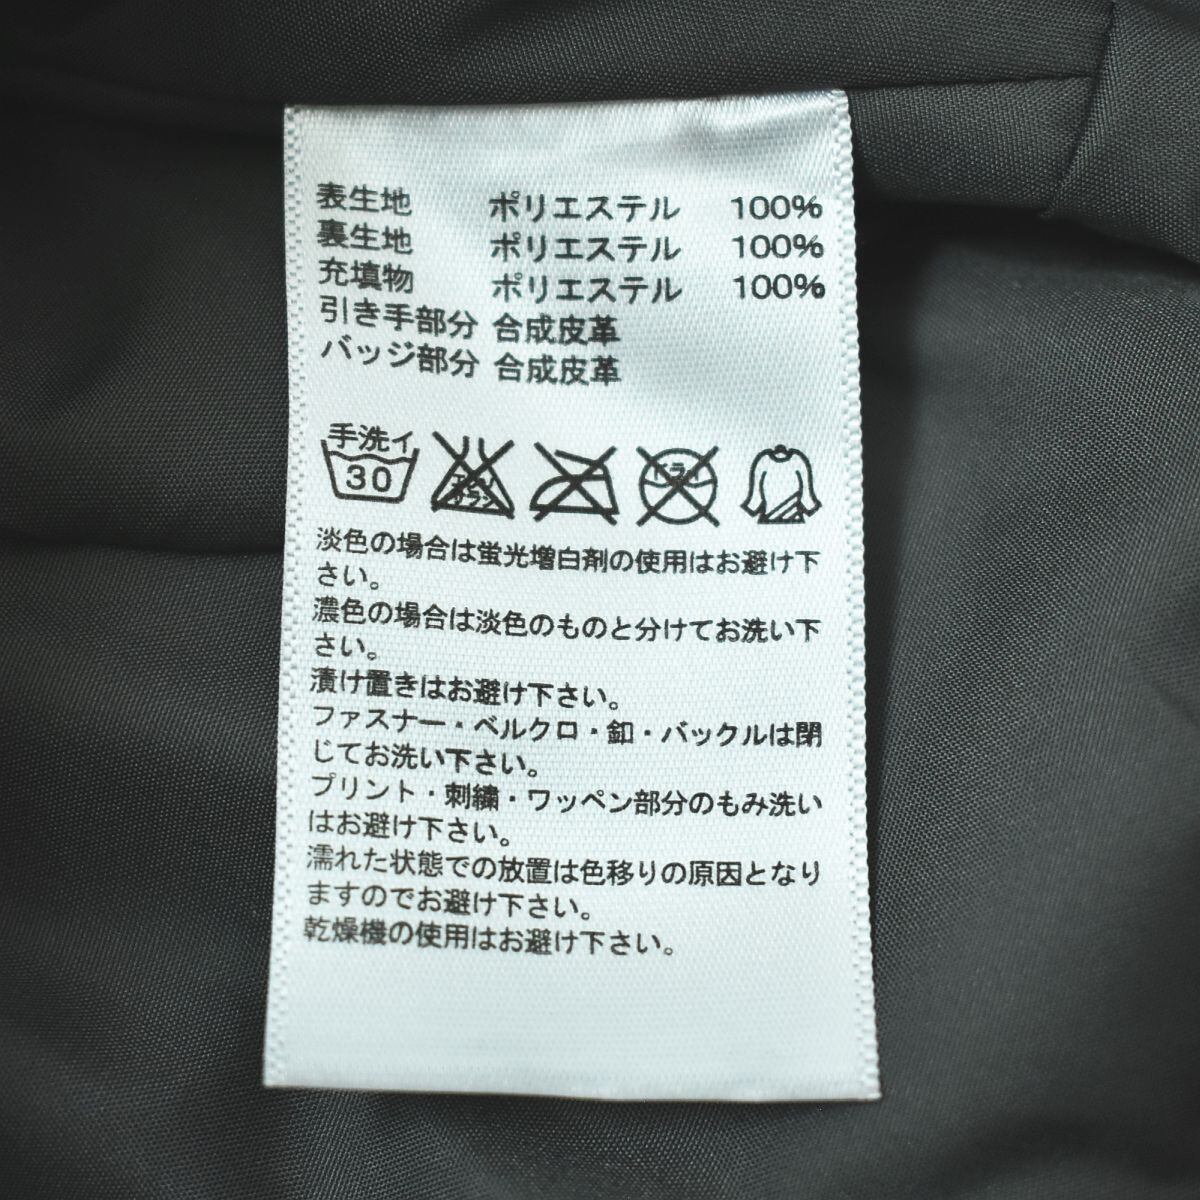 表生地 ポリエステル 100%
裏生地 ポリエステル 100%
充填物 ポリエステル 100%
引き手部分 合成皮革
バッジ部分 合成皮革
手洗イ
30
エンソ
サラシ
ドライ
淡色の場合は蛍光増白剤の使用はお避け下
さい。
濃色の場合は淡色のものと分けてお洗い下
さい。
漬け置きはお避け下さい。
ファスナー・ベルクロ・釦・バックルは閉
じてお洗い下さい。
プリント・刺繍・ワッペン部分のもみ洗い
はお避け下さい。
濡れた状態での放置は色移りの原因となり
ますのでお避け下さい。
乾燥機の使用はお避け下さい。